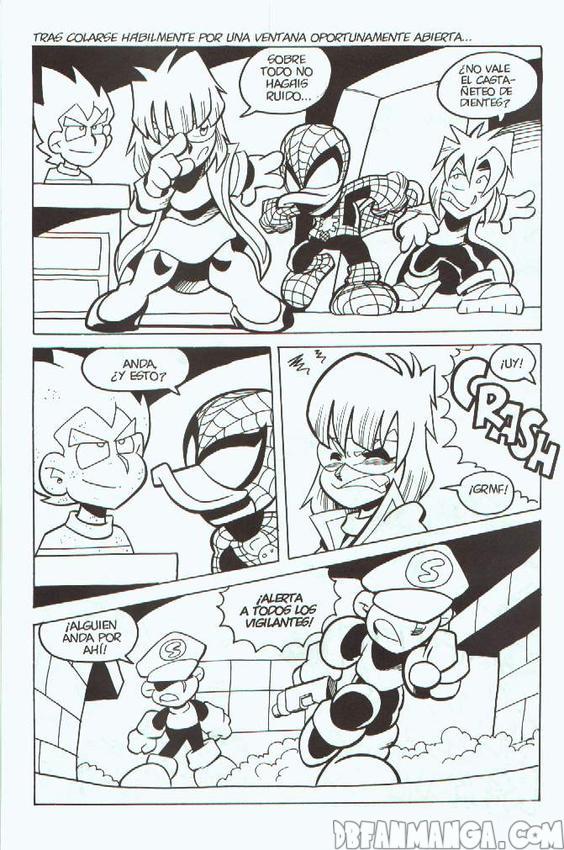 TRAS COLARSE HÁBILMENTE POR UNA VENTANA OPORTUNAMENTE ABIERTA...
SOBRE
TODO NO
HAGÁIS
RUIDO...
¿NO VALE
EL CASTA-
ÑETEO DE
DIENTES?
ANDA,
¿Y ESTO?
¡UY!
CRASH
¡GRMF!
¡ALERTA
A TODOS LOS
VIGILANTES!
S
¡ALGUIEN
ANDA POR
AHÍ!
S
DBFANMANGA.COM